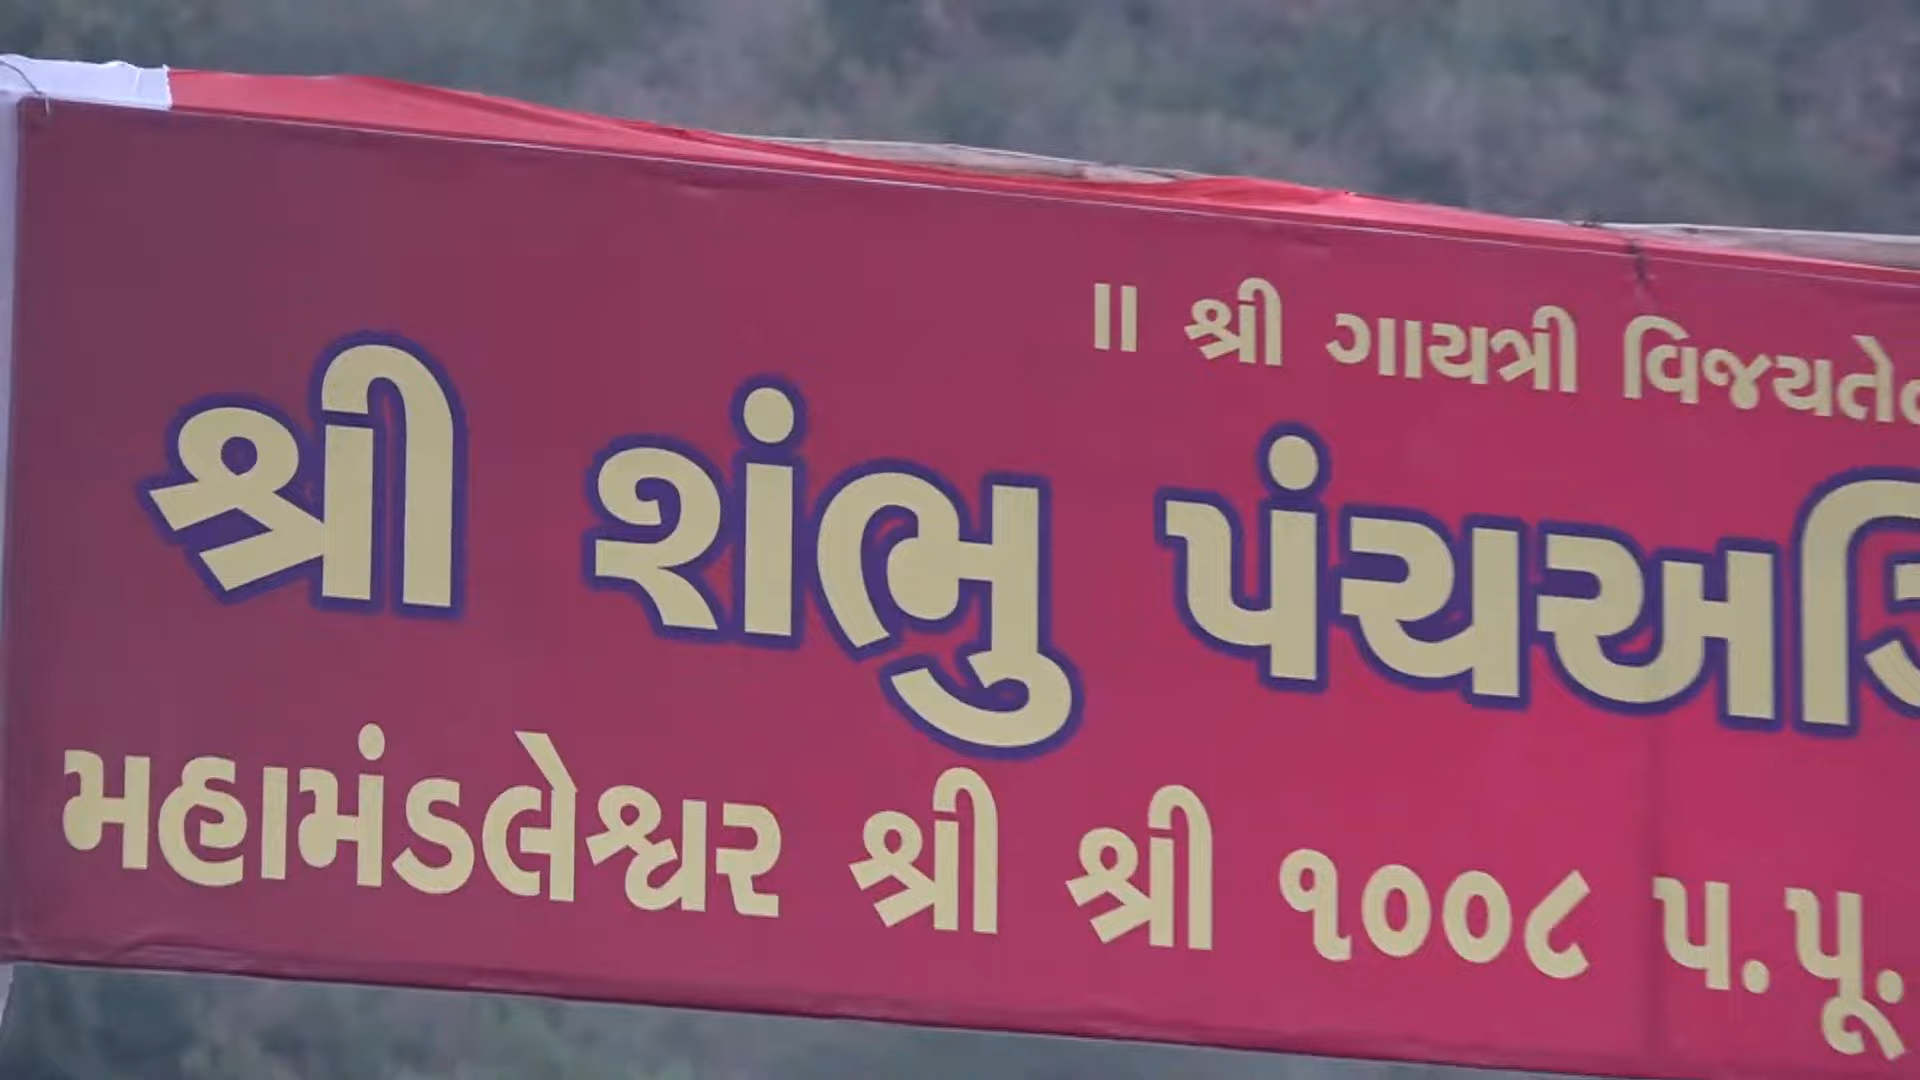 ॥ શ્રી ગાયત્રી વિજયતે
શ્રી શંભુ પંચઅ
મહામંડલેશ્વર શ્રી શ્રી ૧૦૦૮ પ.પૂ.